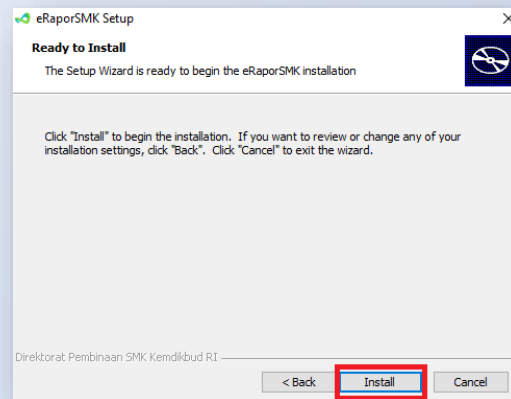 eRaporSMK Setup
Ready to Install
The Setup Wizard is ready to begin the eRaporSMK installation
Click "Install" to begin the installation. If you want to review or change any of your
installation settings, click "Back". Click "Cancel" to exit the wizard.
Direktorat Pembinaan SMK Kemdikbud RI
< Back Install Cancel